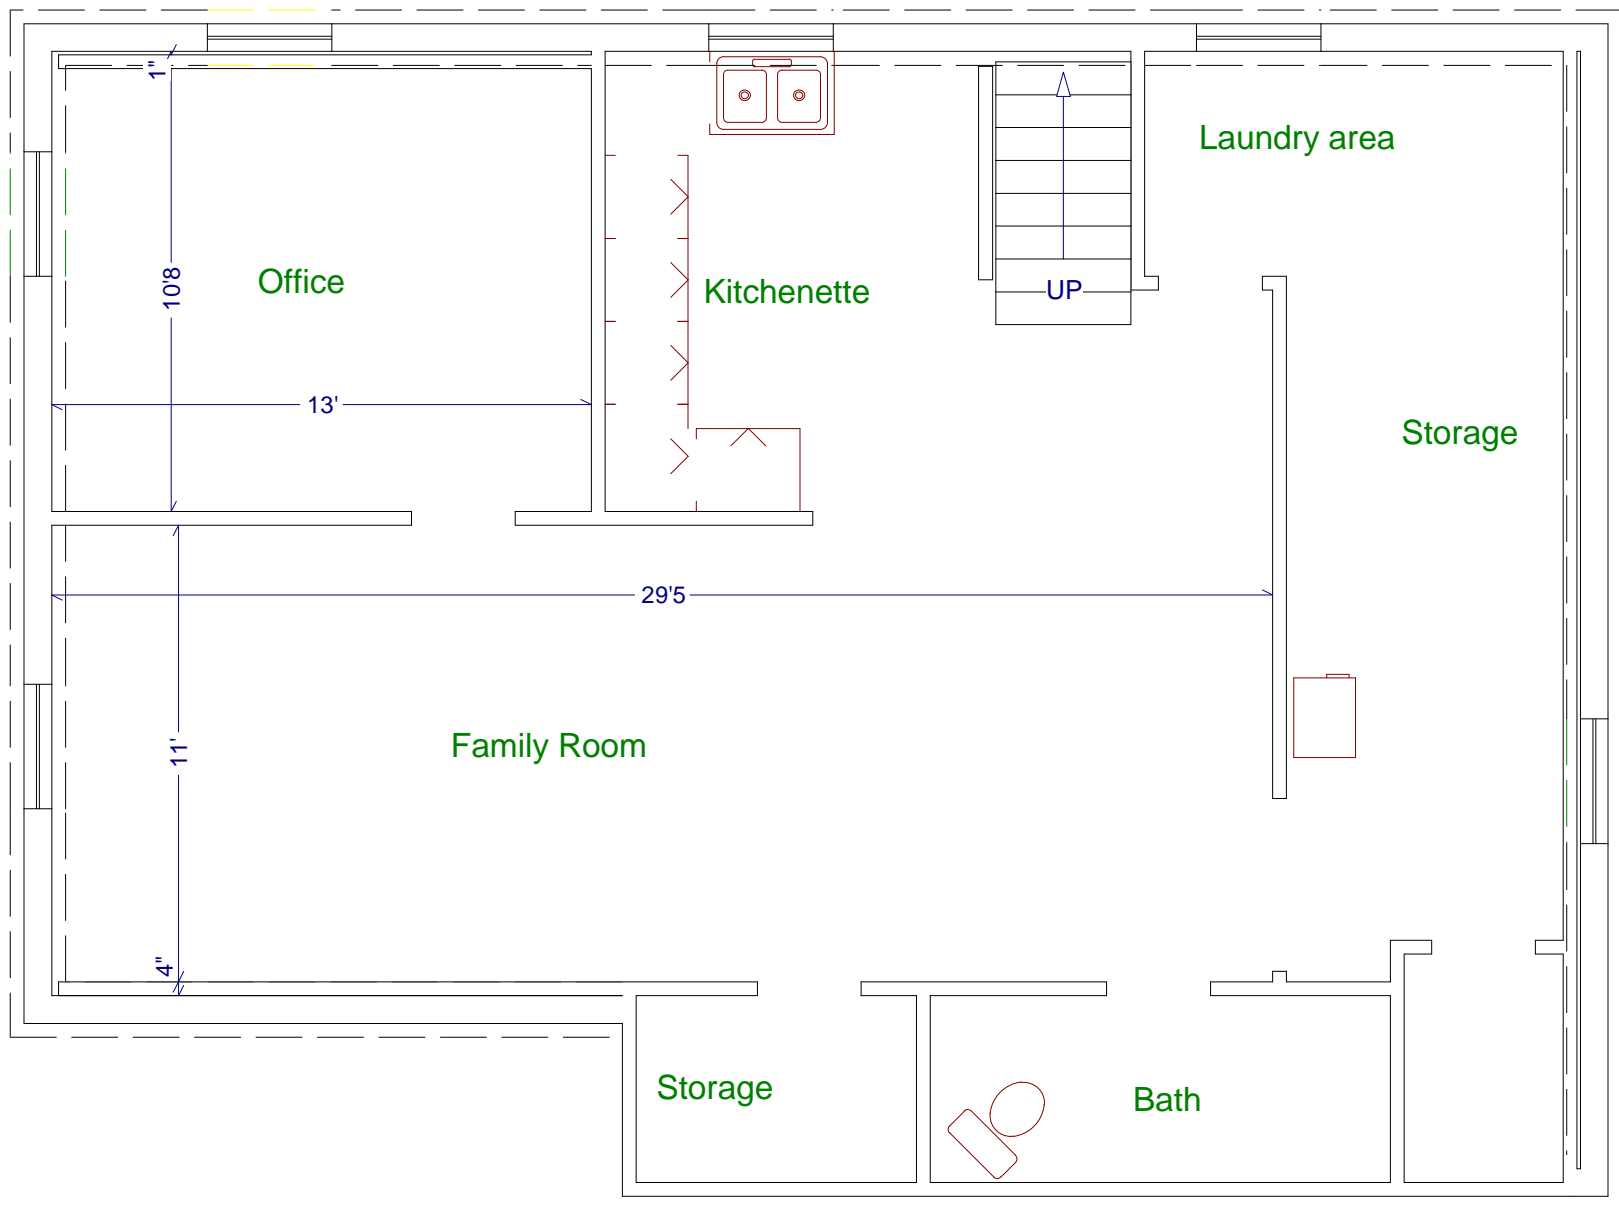 1"
Laundry area
Office
10'8
Kitchenette
UP
13'
Storage
29'5
Family Room
11'
4"
Storage
Bath